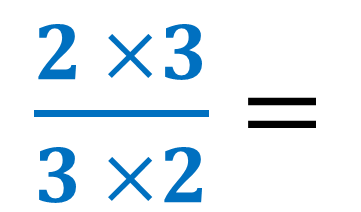 2 ×3
=
3 ×2